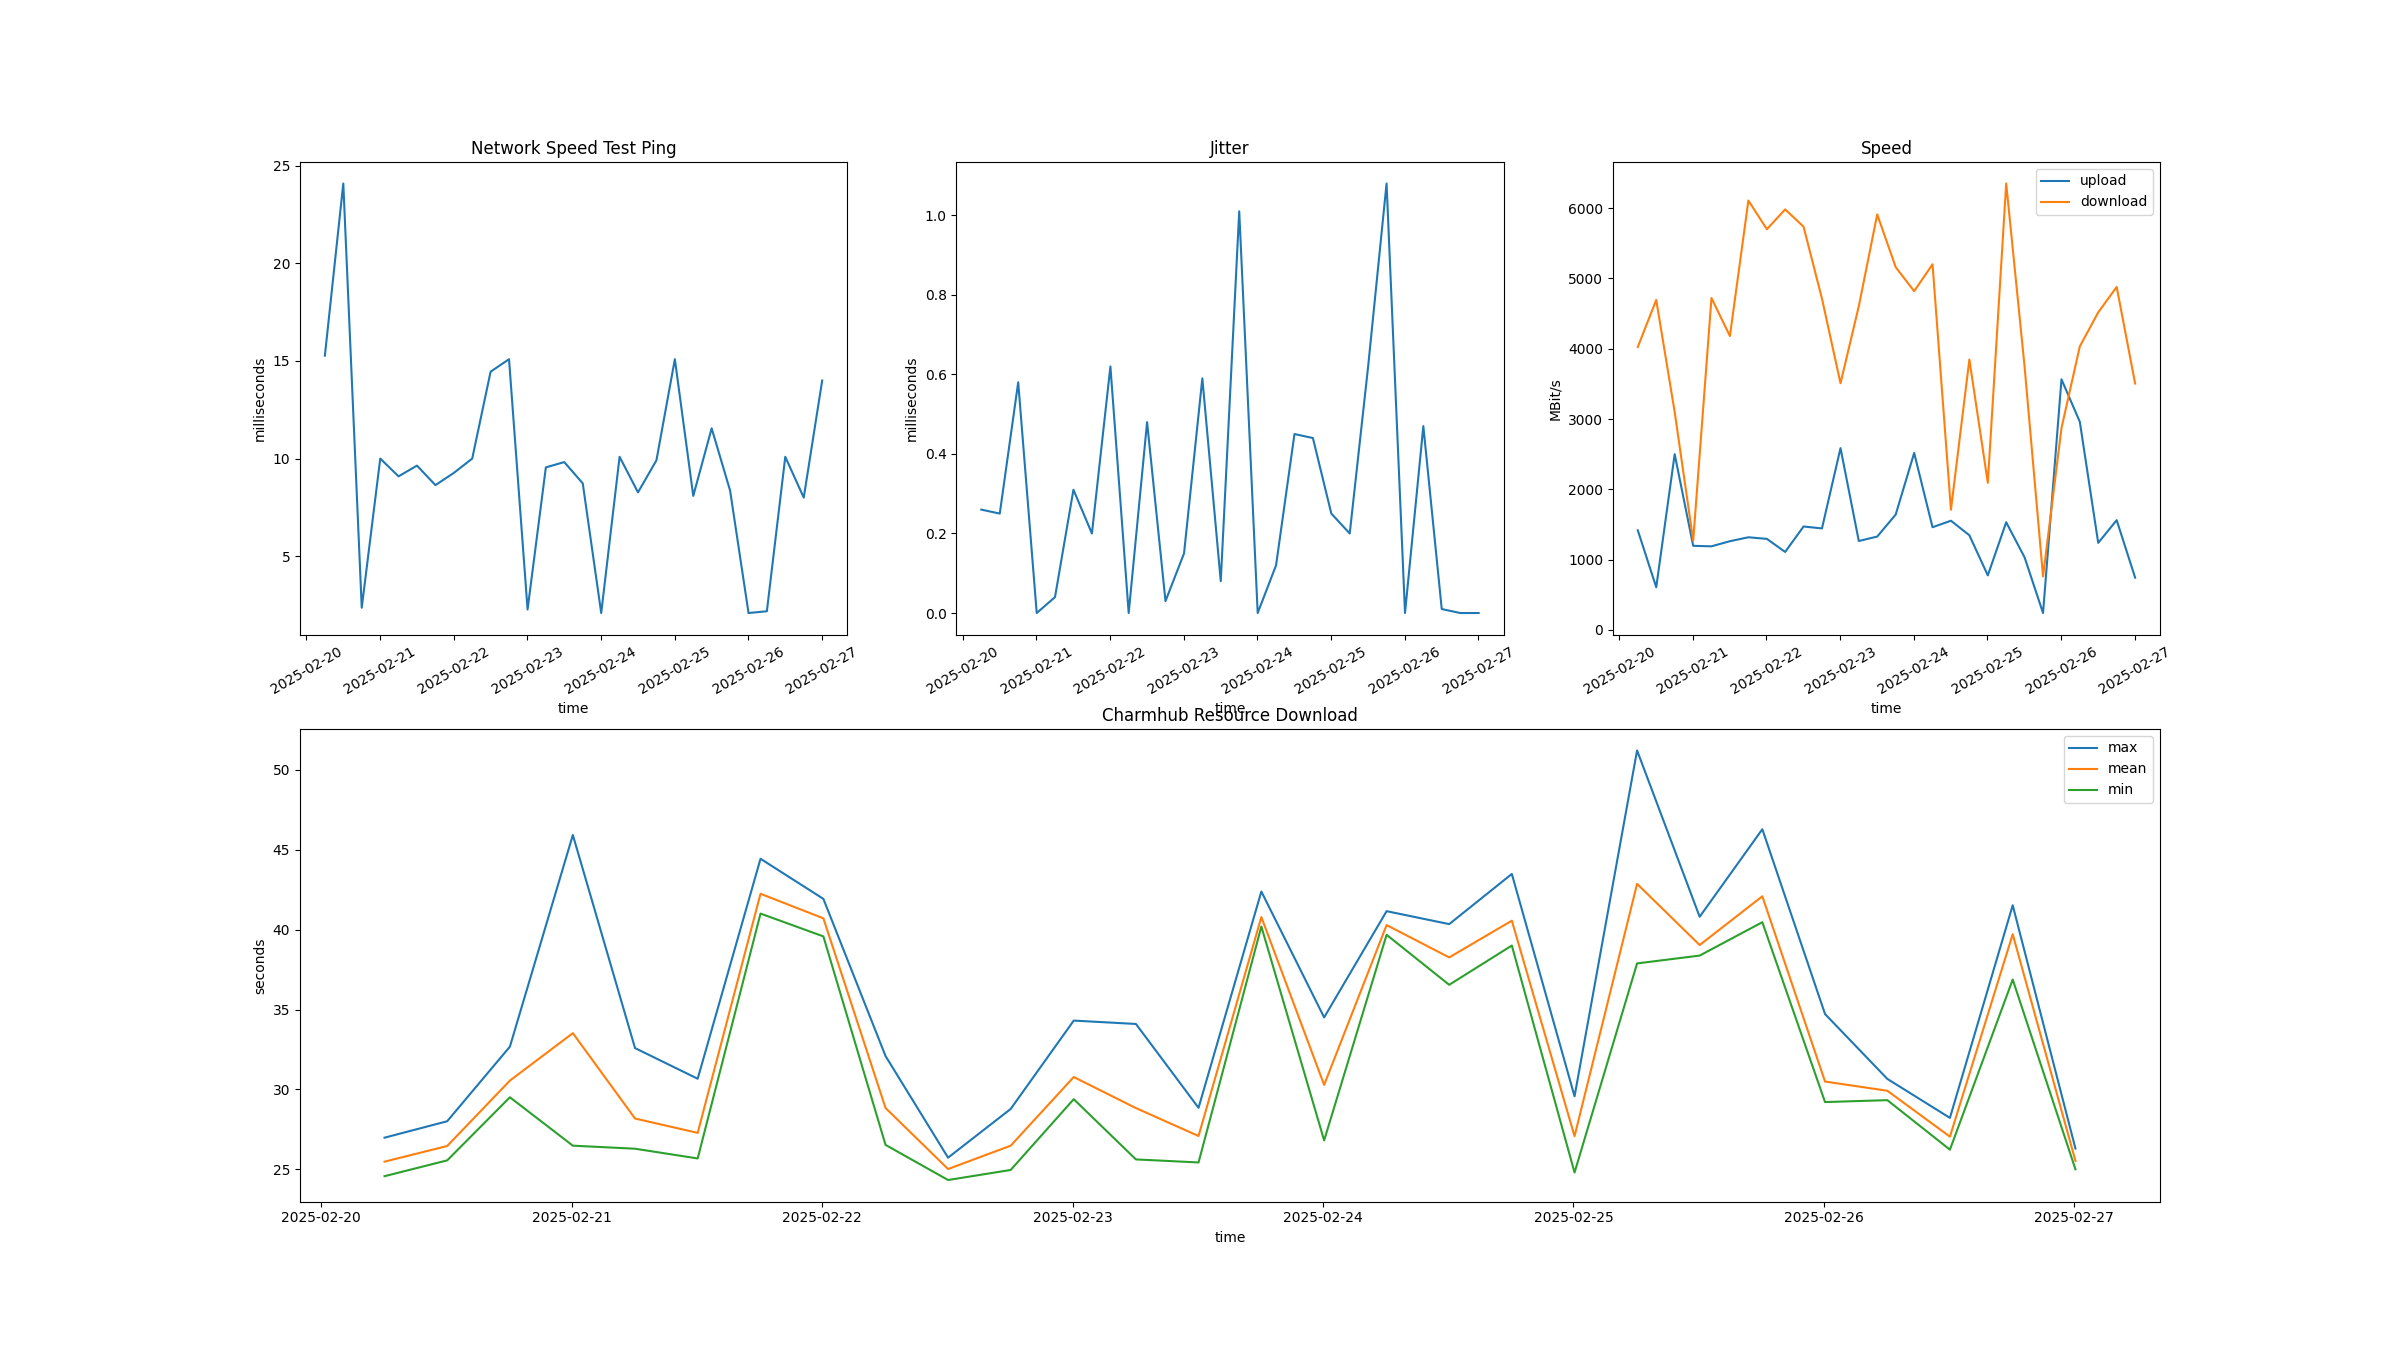 Network Speed Test Ping
25
20
15
10
5
milliseconds
2025-02-20 2025-02-21 2025-02-22 2025-02-23 2025-02-24 2025-02-25 2025-02-26 2025-02-27
time
Jitter
1.0
0.8
0.6
0.4
0.2
0.0
milliseconds
2025-02-20 2025-02-21 2025-02-22 2025-02-23 2025-02-24 2025-02-25 2025-02-26 2025-02-27
time
Speed
upload
download
6000
5000
4000
3000
2000
1000
0
MBit/s
2025-02-20 2025-02-21 2025-02-22 2025-02-23 2025-02-24 2025-02-25 2025-02-26 2025-02-27
time
Charmhub Resource Download
max
mean
min
50
45
40
35
30
25
seconds
2025-02-20 2025-02-21 2025-02-22 2025-02-23 2025-02-24 2025-02-25 2025-02-26 2025-02-27
time